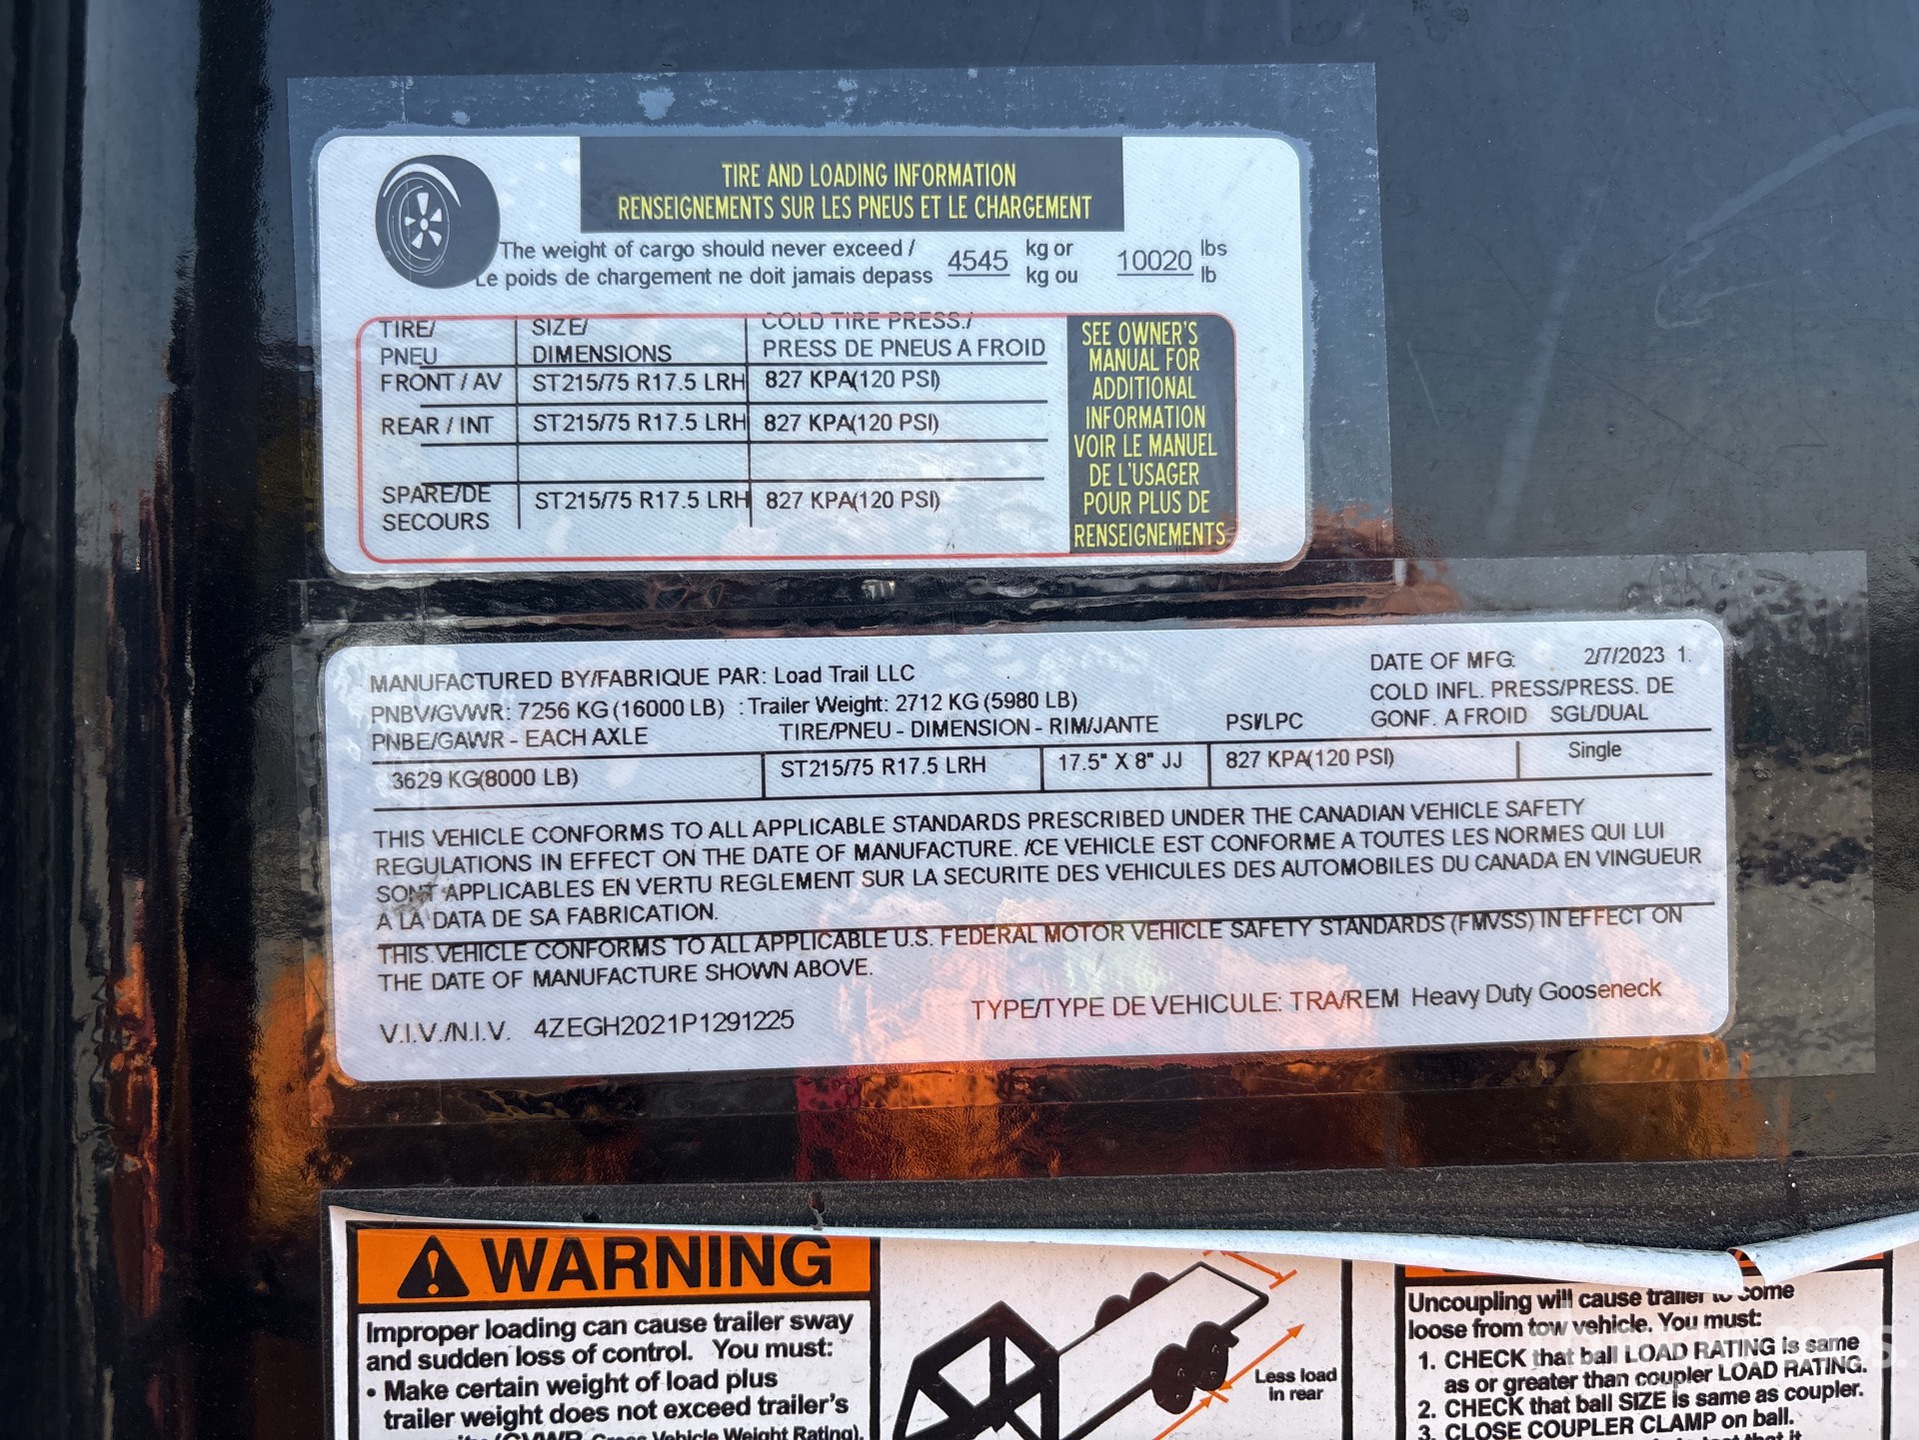 TIRE AND LOADING INFORMATION
RENSEIGNEMENTS SUR LES PNEUS ET LE CHARGEMENT
The weight of cargo should never exceed / 4545 kg or 10020 lbs
Le poids de chargement ne doit jamais depass kg ou lb
TIRE/ SIZE/ COLD TIRE PRESS./
PNEU DIMENSIONS PRESS DE PNEUS A FROID
FRONT / AV ST215/75 R17.5 LRH 827 KPA(120 PSI)
REAR / INT ST215/75 R17.5 LRH 827 KPA(120 PSI)
SPARE/DE ST215/75 R17.5 LRH 827 KPA(120 PSI)
SECOURS
SEE OWNER'S
MANUAL FOR
ADDITIONAL
INFORMATION
VOIR LE MANUEL
DE L'USAGER
POUR PLUS DE
RENSEIGNEMENTS
MANUFACTURED BY/FABRIQUE PAR: Load Trail LLC DATE OF MFG: 2/7/2023 1.
PNBV/GVWR: 7256 KG (16000 LB) : Trailer Weight: 2712 KG (5980 LB) COLD INFL. PRESS/PRESS. DE
PNBE/GAWR - EACH AXLE TIRE/PNEU - DIMENSION - RIM/JANTE PSI/LPC GONF. A FROID SGL/DUAL
3629 KG(8000 LB) ST215/75 R17.5 LRH 17.5" X 8" JJ 827 KPA(120 PSI) Single
THIS VEHICLE CONFORMS TO ALL APPLICABLE STANDARDS PRESCRIBED UNDER THE CANADIAN VEHICLE SAFETY
REGULATIONS IN EFFECT ON THE DATE OF MANUFACTURE. /CE VEHICLE EST CONFORME A TOUTES LES NORMES QUI LUI
SONT APPLICABLES EN VERTU REGLEMENT SUR LA SECURITE DES VEHICULES DES AUTOMOBILES DU CANADA EN VINGUEUR
A LA DATA DE SA FABRICATION.
THIS VEHICLE CONFORMS TO ALL APPLICABLE U.S. FEDERAL MOTOR VEHICLE SAFETY STANDARDS (FMVSS) IN EFFECT ON
THE DATE OF MANUFACTURE SHOWN ABOVE.
V.I.V./N.I.V. 4ZEGH2021P1291225 TYPE/TYPE DE VEHICULE: TRA/REM Heavy Duty Gooseneck
WARNING
Improper loading can cause trailer sway
and sudden loss of control. You must:
• Make certain weight of load plus
trailer weight does not exceed trailer's
(GVWR Gross Vehicle Weight Rating).
Less load
in rear
Uncoupling will cause trailer to come
loose from tow vehicle. You must:
1. CHECK that ball LOAD RATING is same
as or greater than coupler LOAD RATING.
2. CHECK that ball SIZE is same as coupler.
3. CLOSE COUPLER CLAMP on ball.
that it